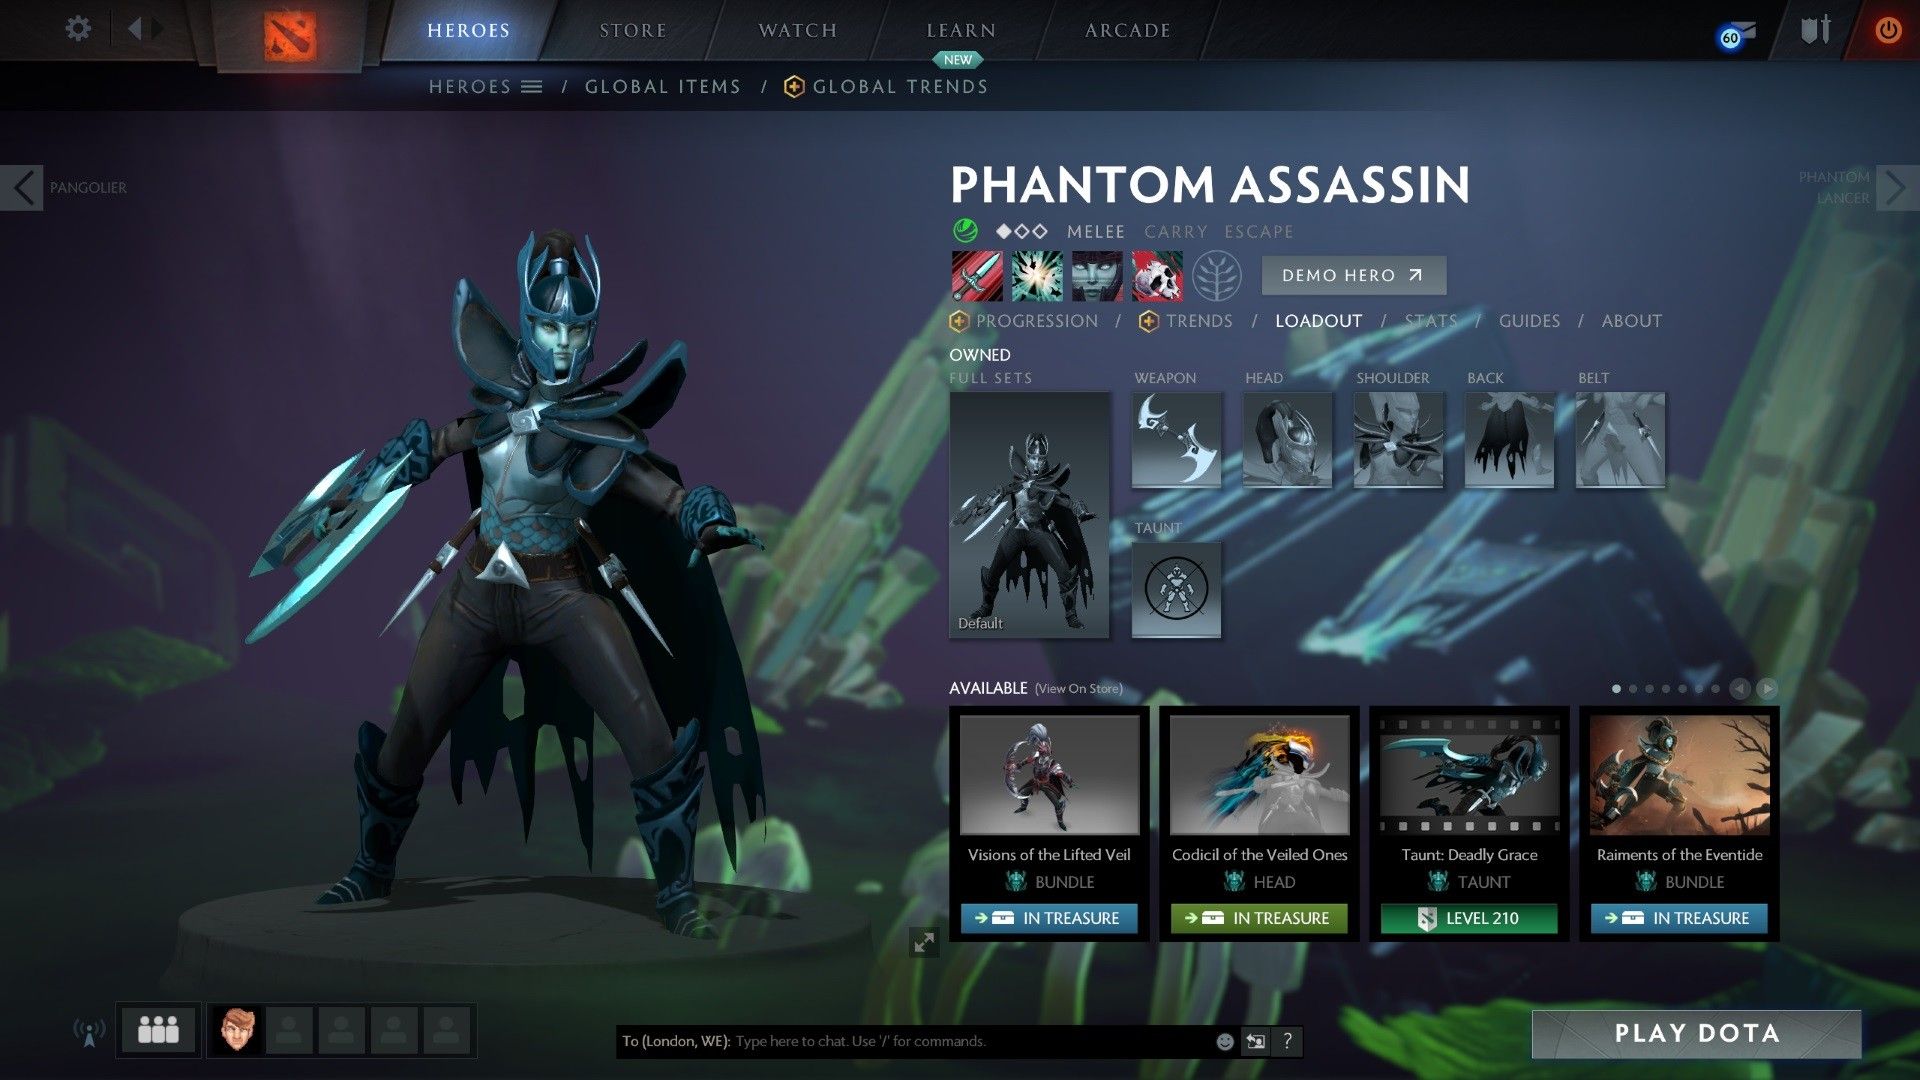 HEROES
STORE
WATCH
LEARN
ARCADE
NEW
60
HEROES / GLOBAL ITEMS / GLOBAL TRENDS
PANGOLIER
PHANTOM
LANCER
PHANTOM ASSASSIN
MELEE CARRY ESCAPE
DEMO HERO
PROGRESSION / TRENDS / LOADOUT / STATS / GUIDES / ABOUT
OWNED
FULL SETS
WEAPON
HEAD
SHOULDER
BACK
BELT
Default
TAUNT
AVAILABLE (View On Store)
Visions of the Lifted Veil
BUNDLE
IN TREASURE
Codicil of the Veiled Ones
HEAD
IN TREASURE
Taunt: Deadly Grace
TAUNT
LEVEL 210
Raiments of the Eventide
BUNDLE
IN TREASURE
To (London, WE): Type here to chat. Use '/' for commands.
?
PLAY DOTA